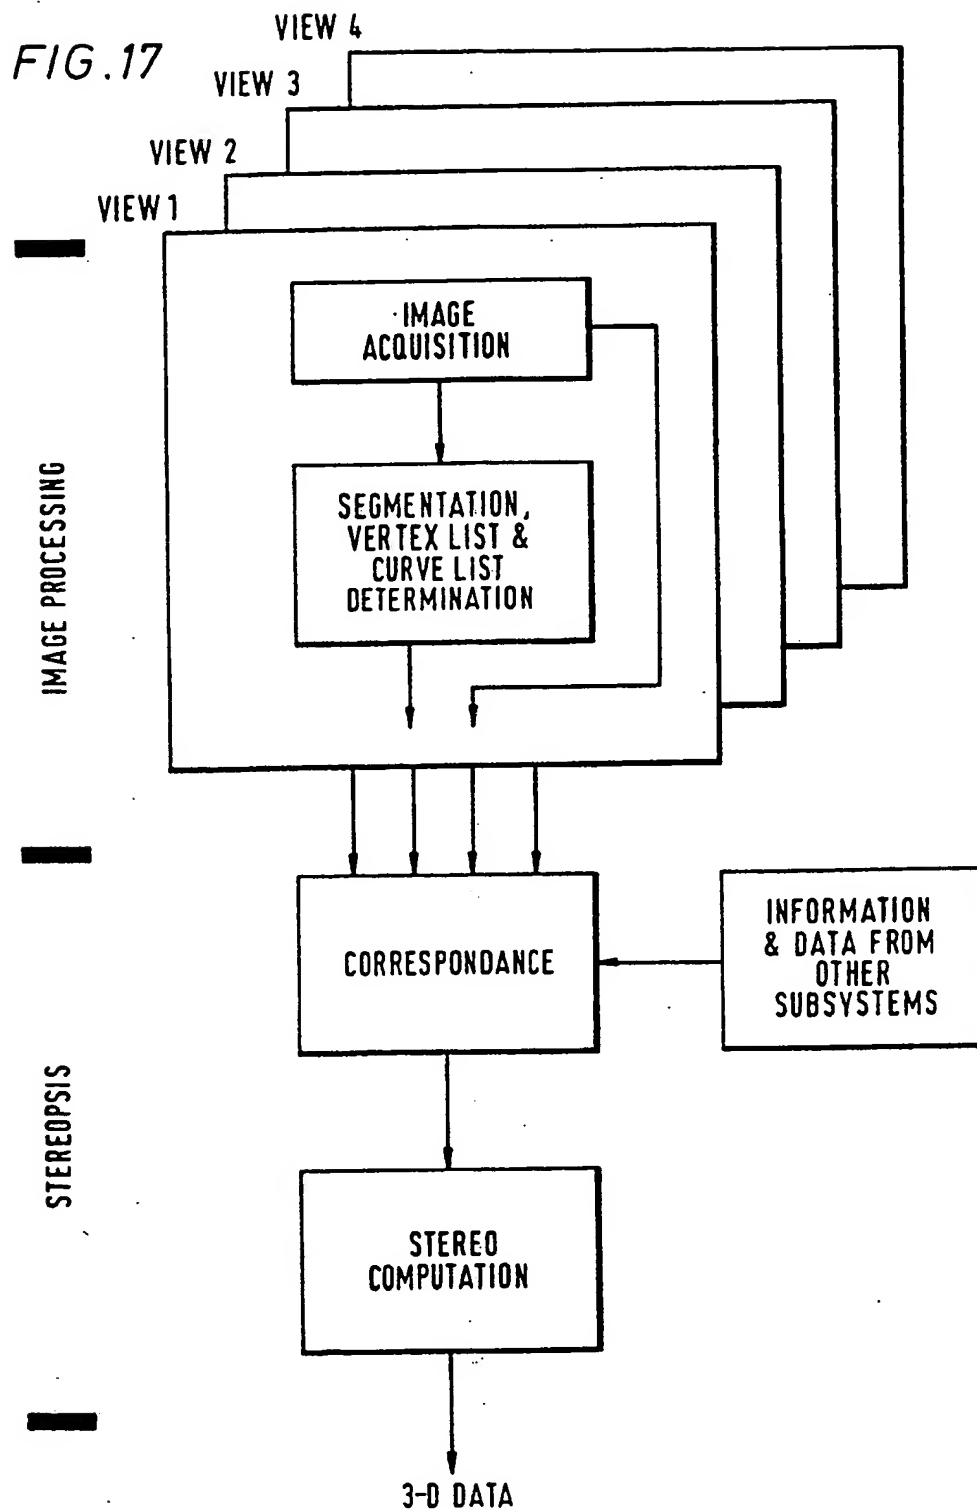 FIG.17
VIEW 4
VIEW 3
VIEW 2
VIEW 1
IMAGE PROCESSING
IMAGE
ACQUISITION
SEGMENTATION,
VERTEX LIST &
CURVE LIST
DETERMINATION
STEREOPSIS
CORRESPONDANCE
INFORMATION
& DATA FROM
OTHER
SUBSYSTEMS
STEREO
COMPUTATION
3-D DATA